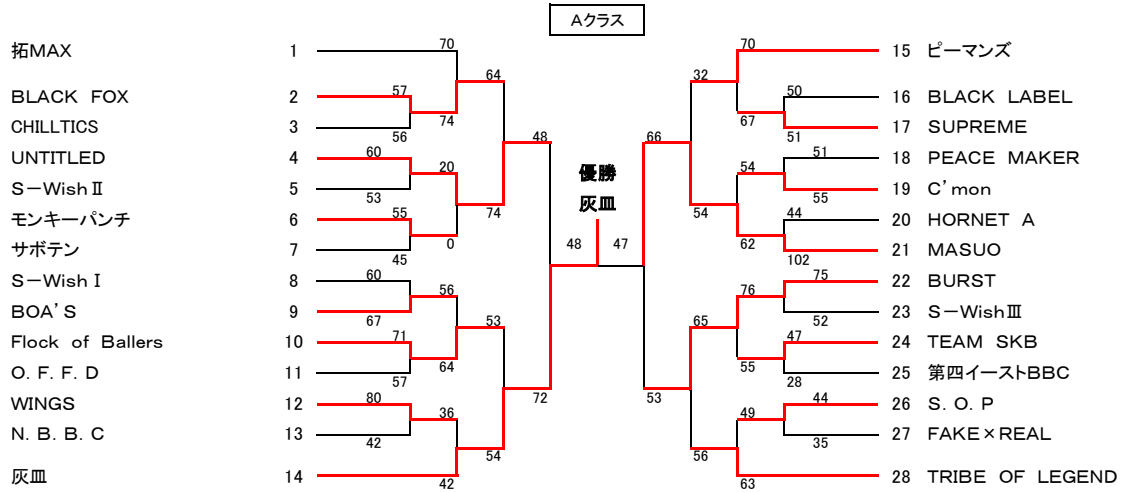 Aクラス
拓MAX 1 70 70 15 ピーマンズ
64 32
BLACK FOX 2 57 50 16 BLACK LABEL
74 67
CHILLTICS 3 56 51 17 SUPREME
48 66
UNTITLED 4 60 51 18 PEACE MAKER
20 優勝 54
S-WishⅡ 5 53 55 19 C'mon
74 灰皿 54
モンキーパンチ 6 55 44 20 HORNET A
0 62
サボテン 7 45 102 21 MASUO
48 47
S-WishⅠ 8 60 75 22 BURST
56 76
BOA'S 9 67 52 23 S-WishⅢ
53 65
Flock of Ballers 10 71 47 24 TEAM SKB
64 55
O.F.F.D 11 57 28 25 第四イーストBBC
72 53
WINGS 12 80 44 26 S.O.P
36 49
N.B.B.C 13 42 35 27 FAKE×REAL
54 56
灰皿 14 42 63 28 TRIBE OF LEGEND